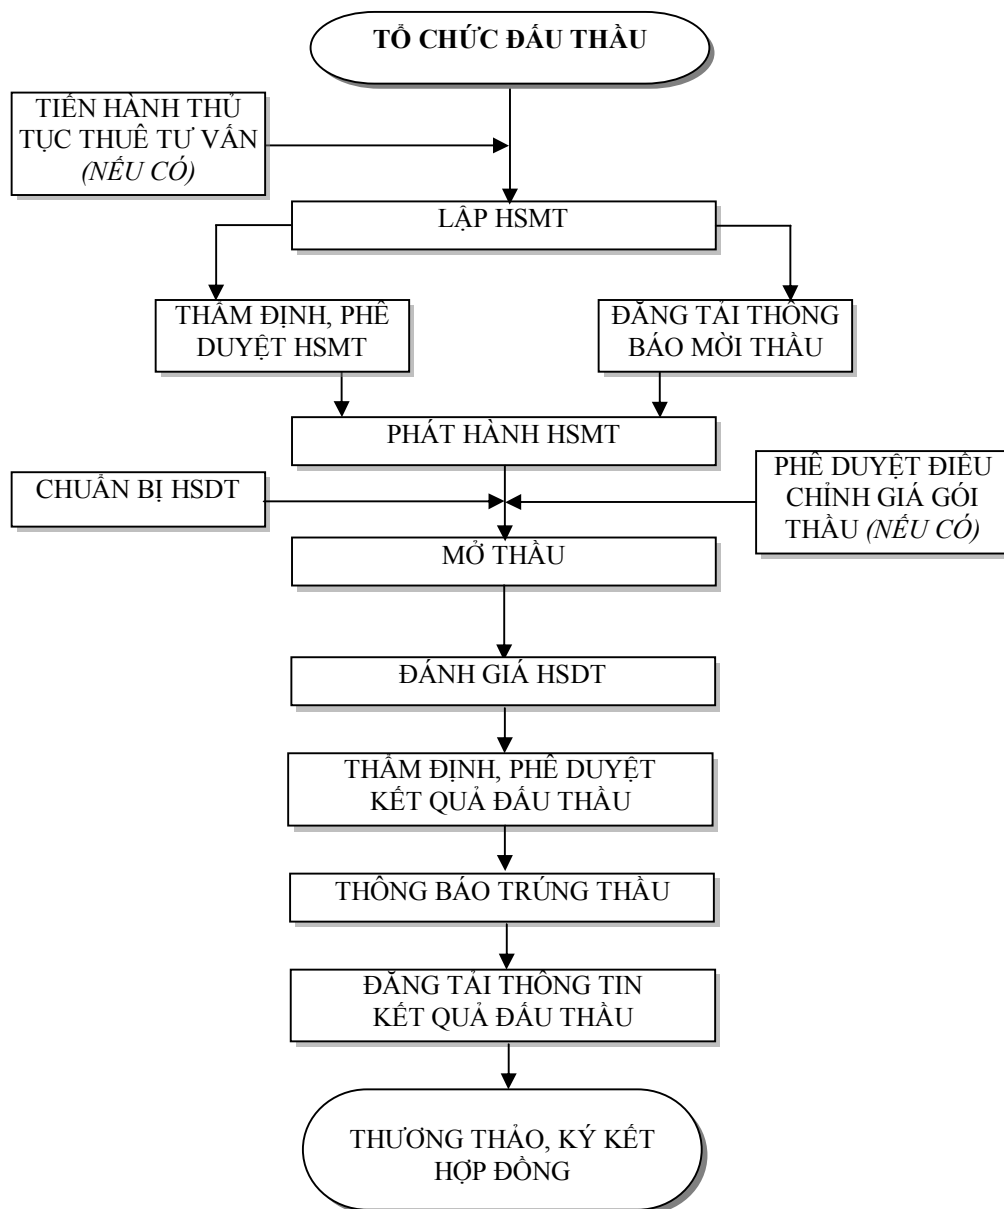 TỔ CHỨC ĐẤU THẦU
TIẾN HÀNH THỦ
TỤC THUÊ TƯ VẤN
(NẾU CÓ)
LẬP HSMT
THẨM ĐỊNH, PHÊ
DUYỆT HSMT
ĐĂNG TẢI THÔNG
BÁO MỜI THẦU
PHÁT HÀNH HSMT
CHUẨN BỊ HSDT
PHÊ DUYỆT ĐIỀU
CHỈNH GIÁ GÓI
THẦU (NẾU CÓ)
MỞ THẦU
ĐÁNH GIÁ HSDT
THẨM ĐỊNH, PHÊ DUYỆT
KẾT QUẢ ĐẤU THẦU
THÔNG BÁO TRÚNG THẦU
ĐĂNG TẢI THÔNG TIN
KẾT QUẢ ĐẤU THẦU
THƯƠNG THẢO, KÝ KẾT
HỢP ĐỒNG